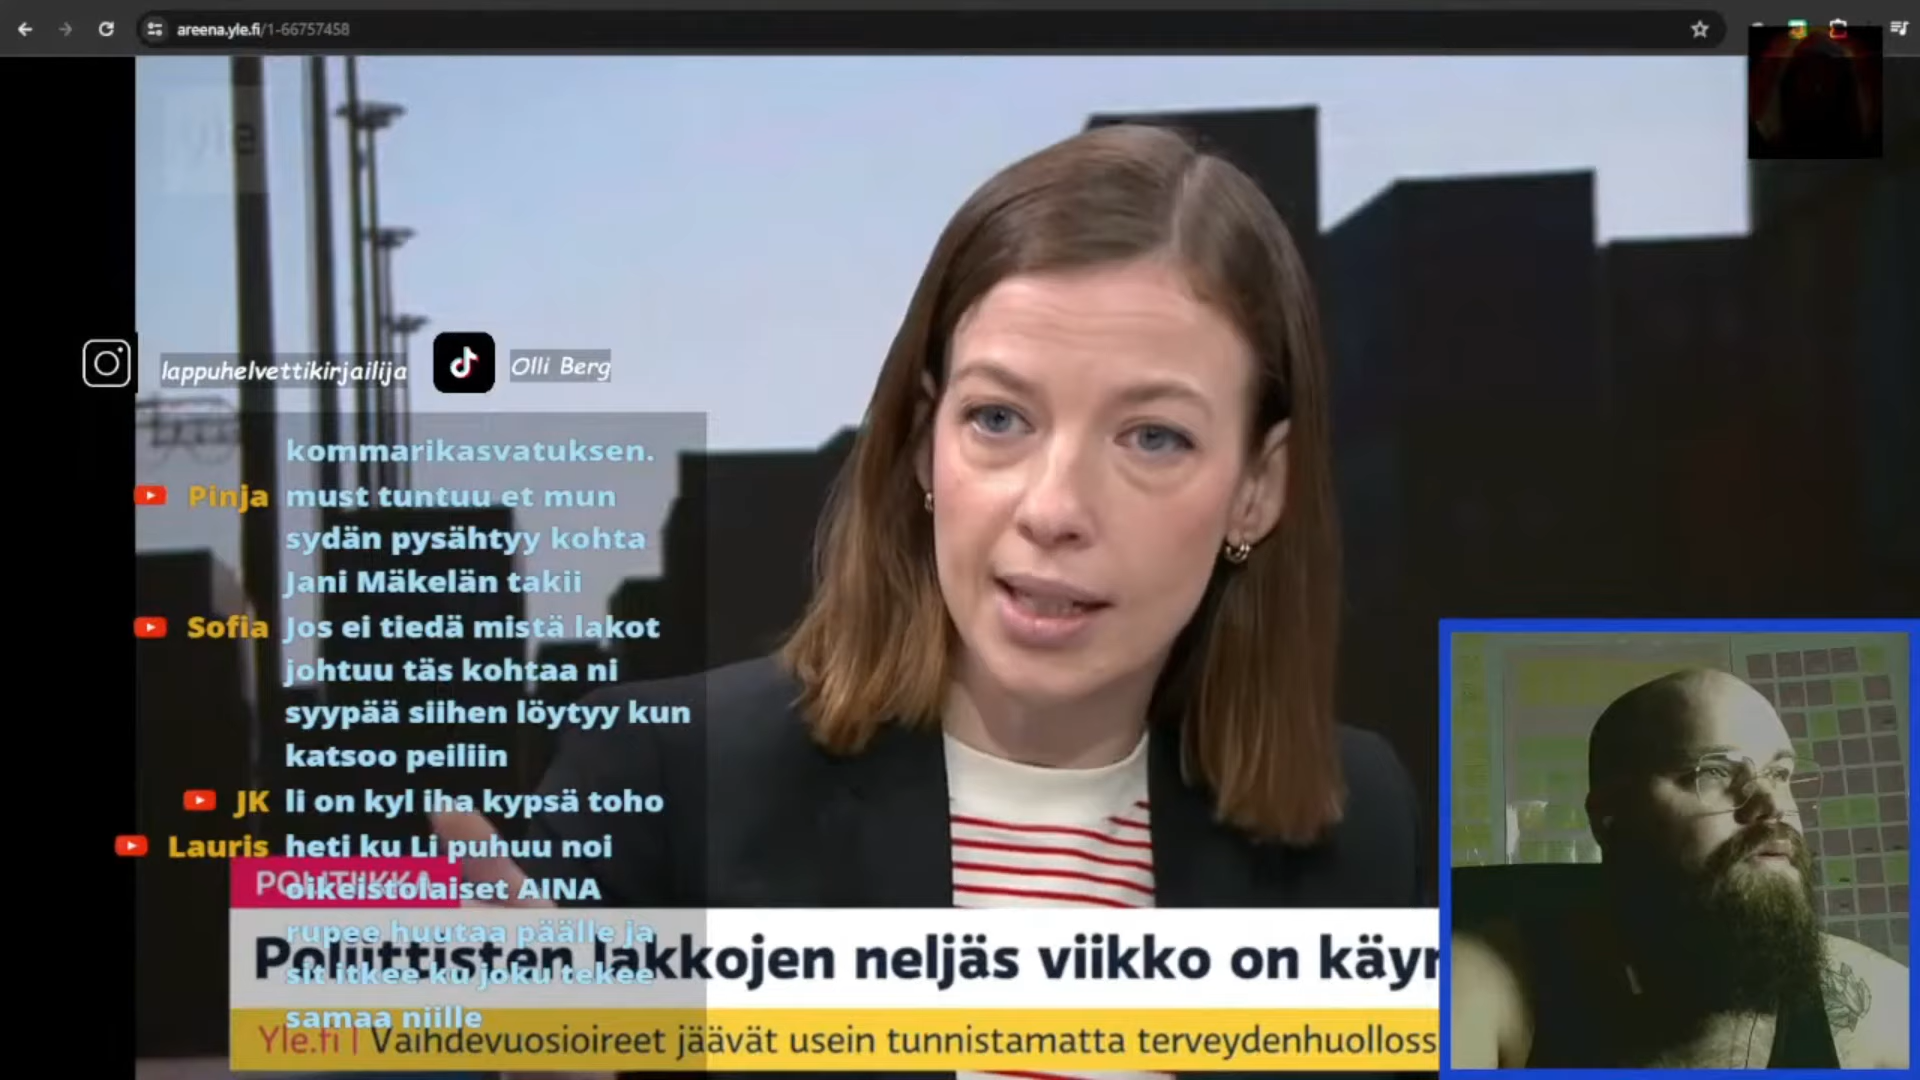 areena.yle.fi/1-66757458
yle
lappuhelvettikirjailija
Olli Berg
kommarikasvatuksen.
Pinja must tuntuu et mun
sydän pysähtyy kohta
Jani Mäkelän takii
Sofia Jos ei tiedä mistä lakot
johtuu täs kohtaa ni
syypää siihen löytyy kun
katsoo peiliin
JK li on kyl iha kypsä toho
Lauris heti ku Li puhuu noi
oikeistolaiset AINA
rupee huutaa päälle ja
sit itkee ku joku tekee
samaa niille
POLITIIKKA
Poliittisten lakkojen neljäs viikko on käyn
Yle.fi | Vaihdevuosioireet jäävät usein tunnistamatta terveydenhuolloss